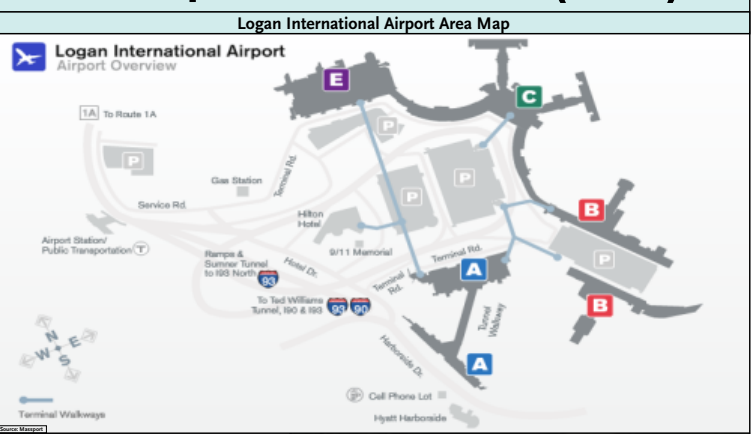 Logan International Airport Area Map
Logan International Airport
Airport Overview
E
C
1A To Route 1A
P
P
P
P
Gas Station
Terminal Rd.
Service Rd.
Hilton
Hotel
B
Airport Station/
Public Transportation T
9/11 Memorial
Terminal Rd.
P
Ramps &
Sumner Tunnel
to I93 North 93
Hotel Dr.
A
Terminal
Rd.
To Ted Williams
Tunnel, I90 & I93 93 90
B
Tunnel
Walkway
N
W E
S
Harborside Dr.
A
Cell Phone Lot
Terminal Walkways
Hyatt Harborside
Source: Massport